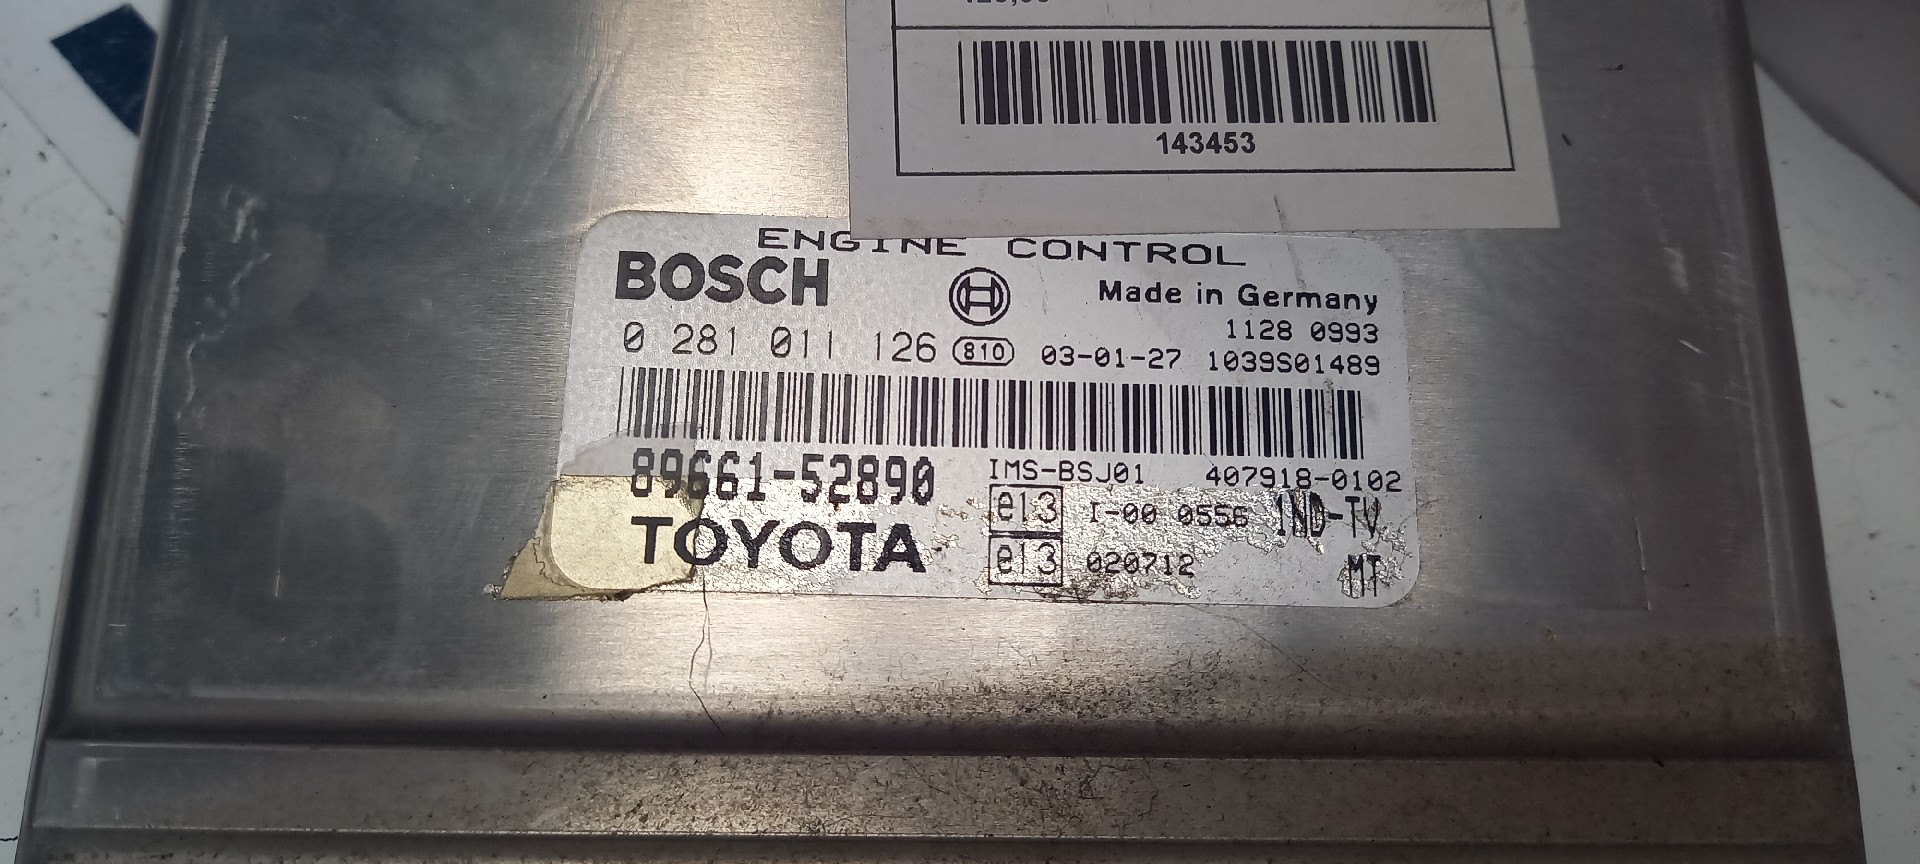 143453
ENGINE CONTROL
BOSCH
Made in Germany
1128 0993
0 281 011 126 810 03-01-27 1039S01489
89661-52890 IMS-BSJ01 407918-0102
e13 I-00 0556 1ND-TV
TOYOTA
e13 020712 MT